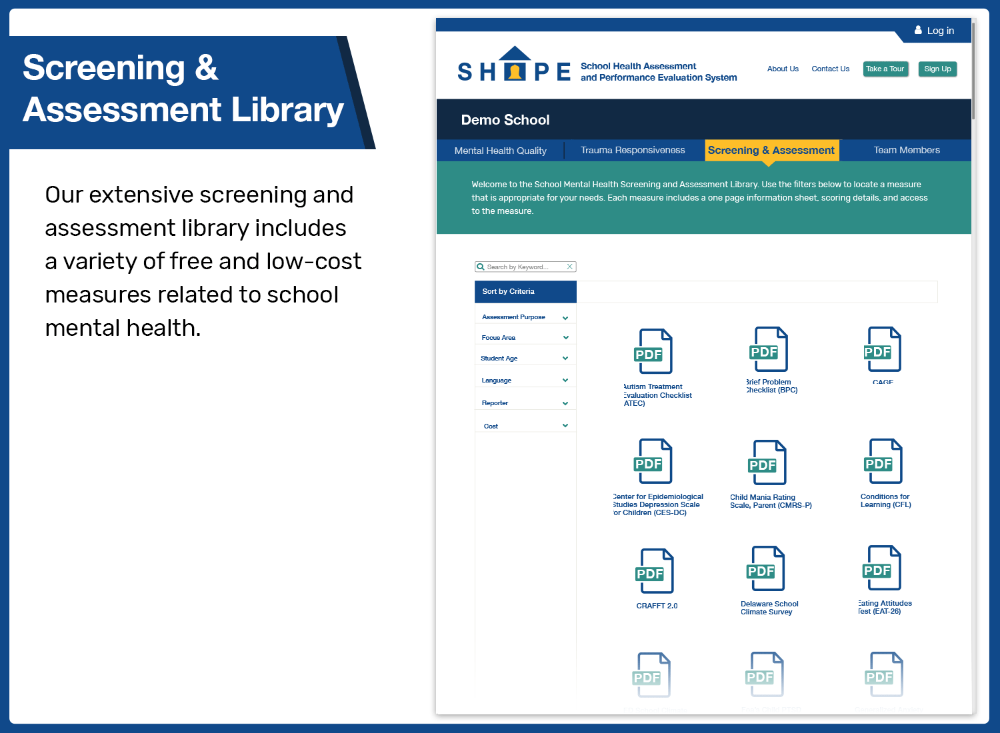 Screening &
Assessment Library
Our extensive screening and
assessment library includes
a variety of free and low-cost
measures related to school
mental health.
Log in
SHAPE
School Health Assessment
and Performance Evaluation System
About Us
Contact Us
Take a Tour
Sign Up
Demo School
Mental Health Quality
Trauma Responsiveness
Screening & Assessment
Team Members
Welcome to the School Mental Health Screening and Assessment Library. Use the filters below to locate a measure
that is appropriate for your needs. Each measure includes a one page information sheet, scoring details, and access
to the measure.
Search by Keyword...
Sort by Criteria
Assessment Purpose
Focus Area
Student Age
Language
Reporter
Cost
PDF
Autism Treatment
Evaluation Checklist
ATEC)
PDF
Brief Problem
Checklist (BPC)
PDF
CAGE
PDF
Center for Epidemiological
Studies Depression Scale
for Children (CES-DC)
PDF
Child Mania Rating
Scale, Parent (CMRS-P)
PDF
Conditions for
Learning (CFL)
PDF
CRAFFT 2.0
PDF
Delaware School
Climate Survey
PDF
Eating Attitudes
Test (EAT-26)
PDF
PDF
PDF